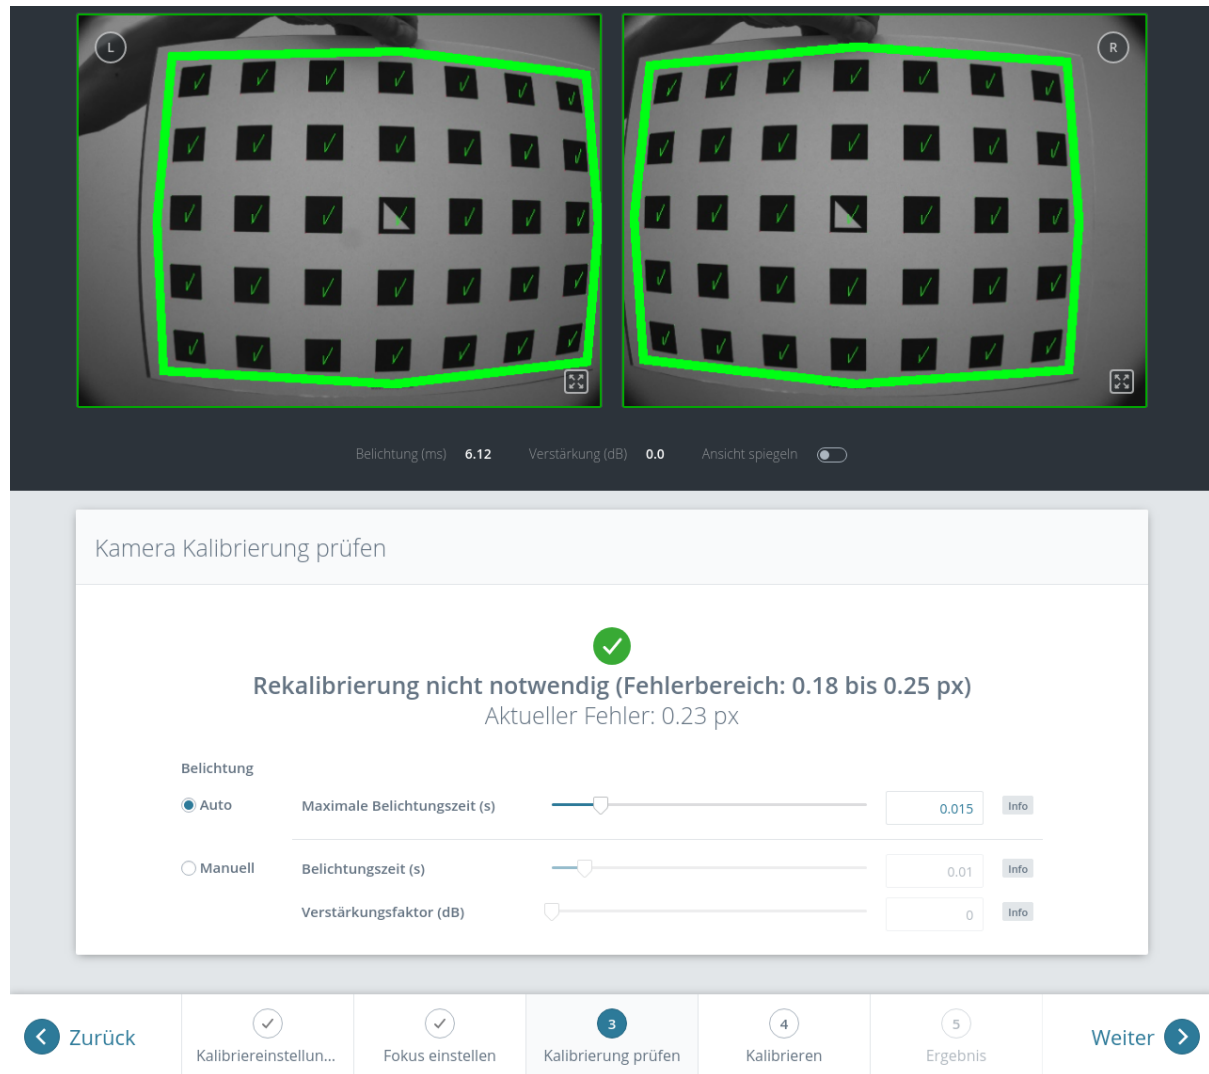 L
R
Belichtung (ms) 6.12 Verstärkung (dB) 0.0 Ansicht spiegeln
Kamera Kalibrierung prüfen
Rekalibrierung nicht notwendig (Fehlerbereich: 0.18 bis 0.25 px)
Aktueller Fehler: 0.23 px
Belichtung
Auto Maximale Belichtungszeit (s) 0.015 Info
Manuell Belichtungszeit (s) 0.01 Info
Verstärkungsfaktor (dB) 0 Info
Zurück
Kalibriereinstellun...
Fokus einstellen
3
Kalibrierung prüfen
4
Kalibrieren
5
Ergebnis
Weiter